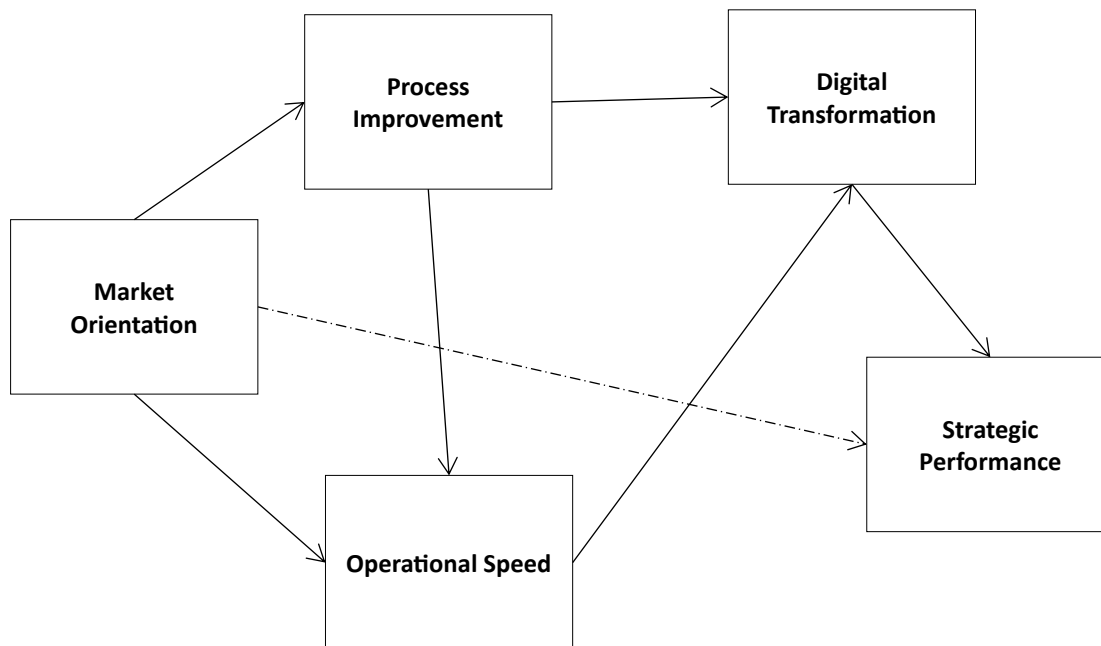 Process
Improvement
Digital
Transformation
Market
Orientation
Strategic
Performance
Operational Speed